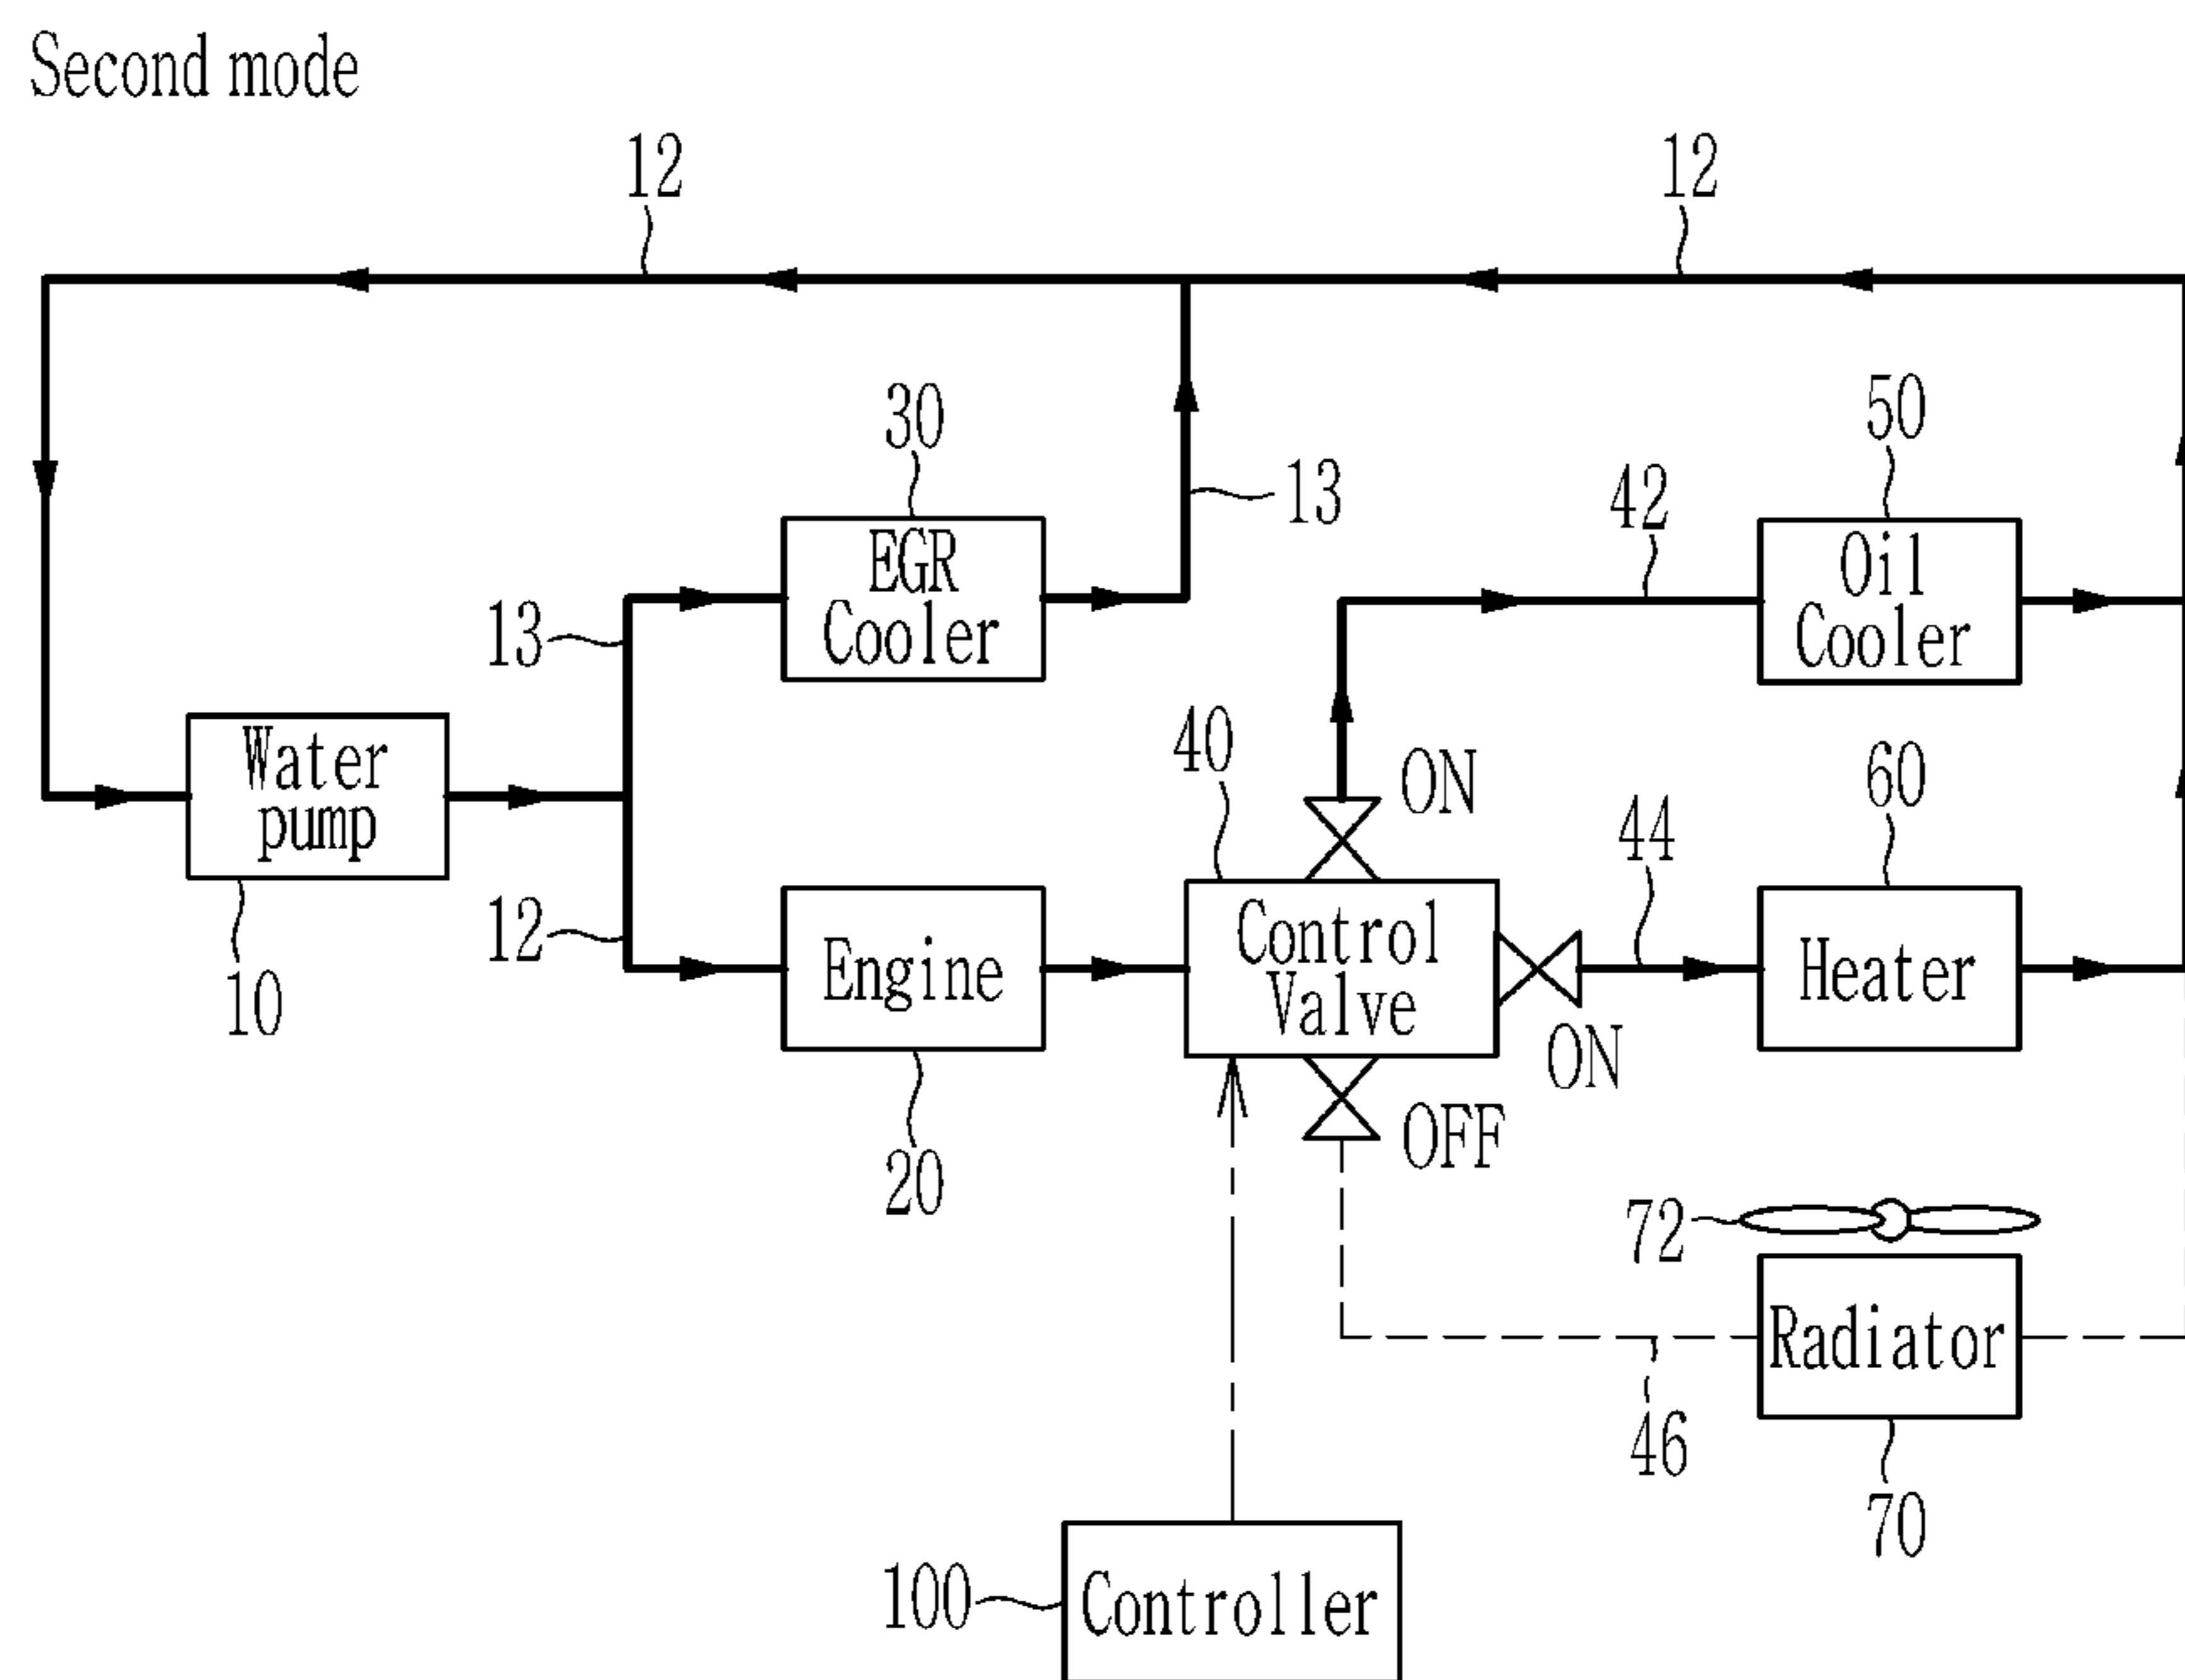 Second mode
12
12
30
50
13
42
EGR
Cooler
Oil
Cooler
13
40
ON
60
Water
pump
44
12
Engine
Control
Valve
Heater
10
ON
OFF
20
72
Radiator
46
70
100
Controller